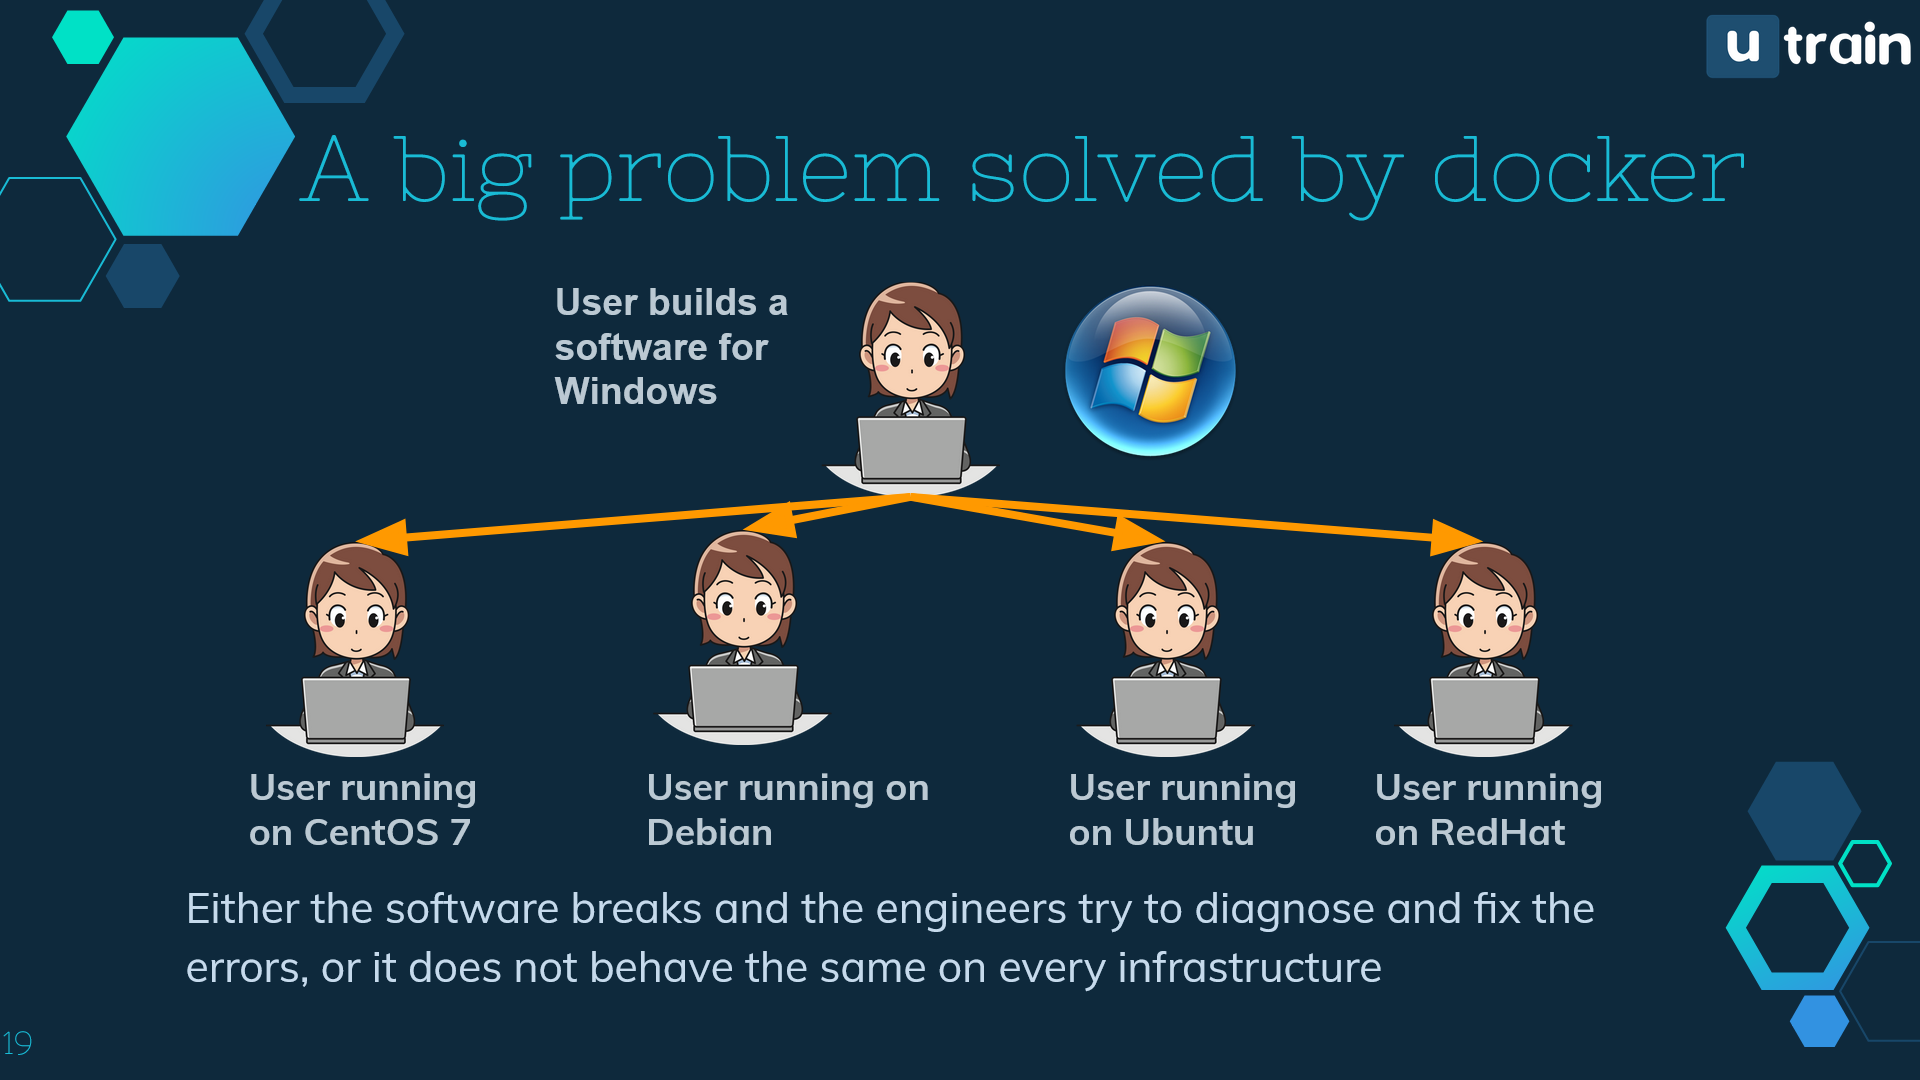 u train
A big problem solved by docker
User builds a
software for
Windows
User running
on CentOS 7
User running on
Debian
User running
on Ubuntu
User running
on RedHat
Either the software breaks and the engineers try to diagnose and fix the
errors, or it does not behave the same on every infrastructure
19